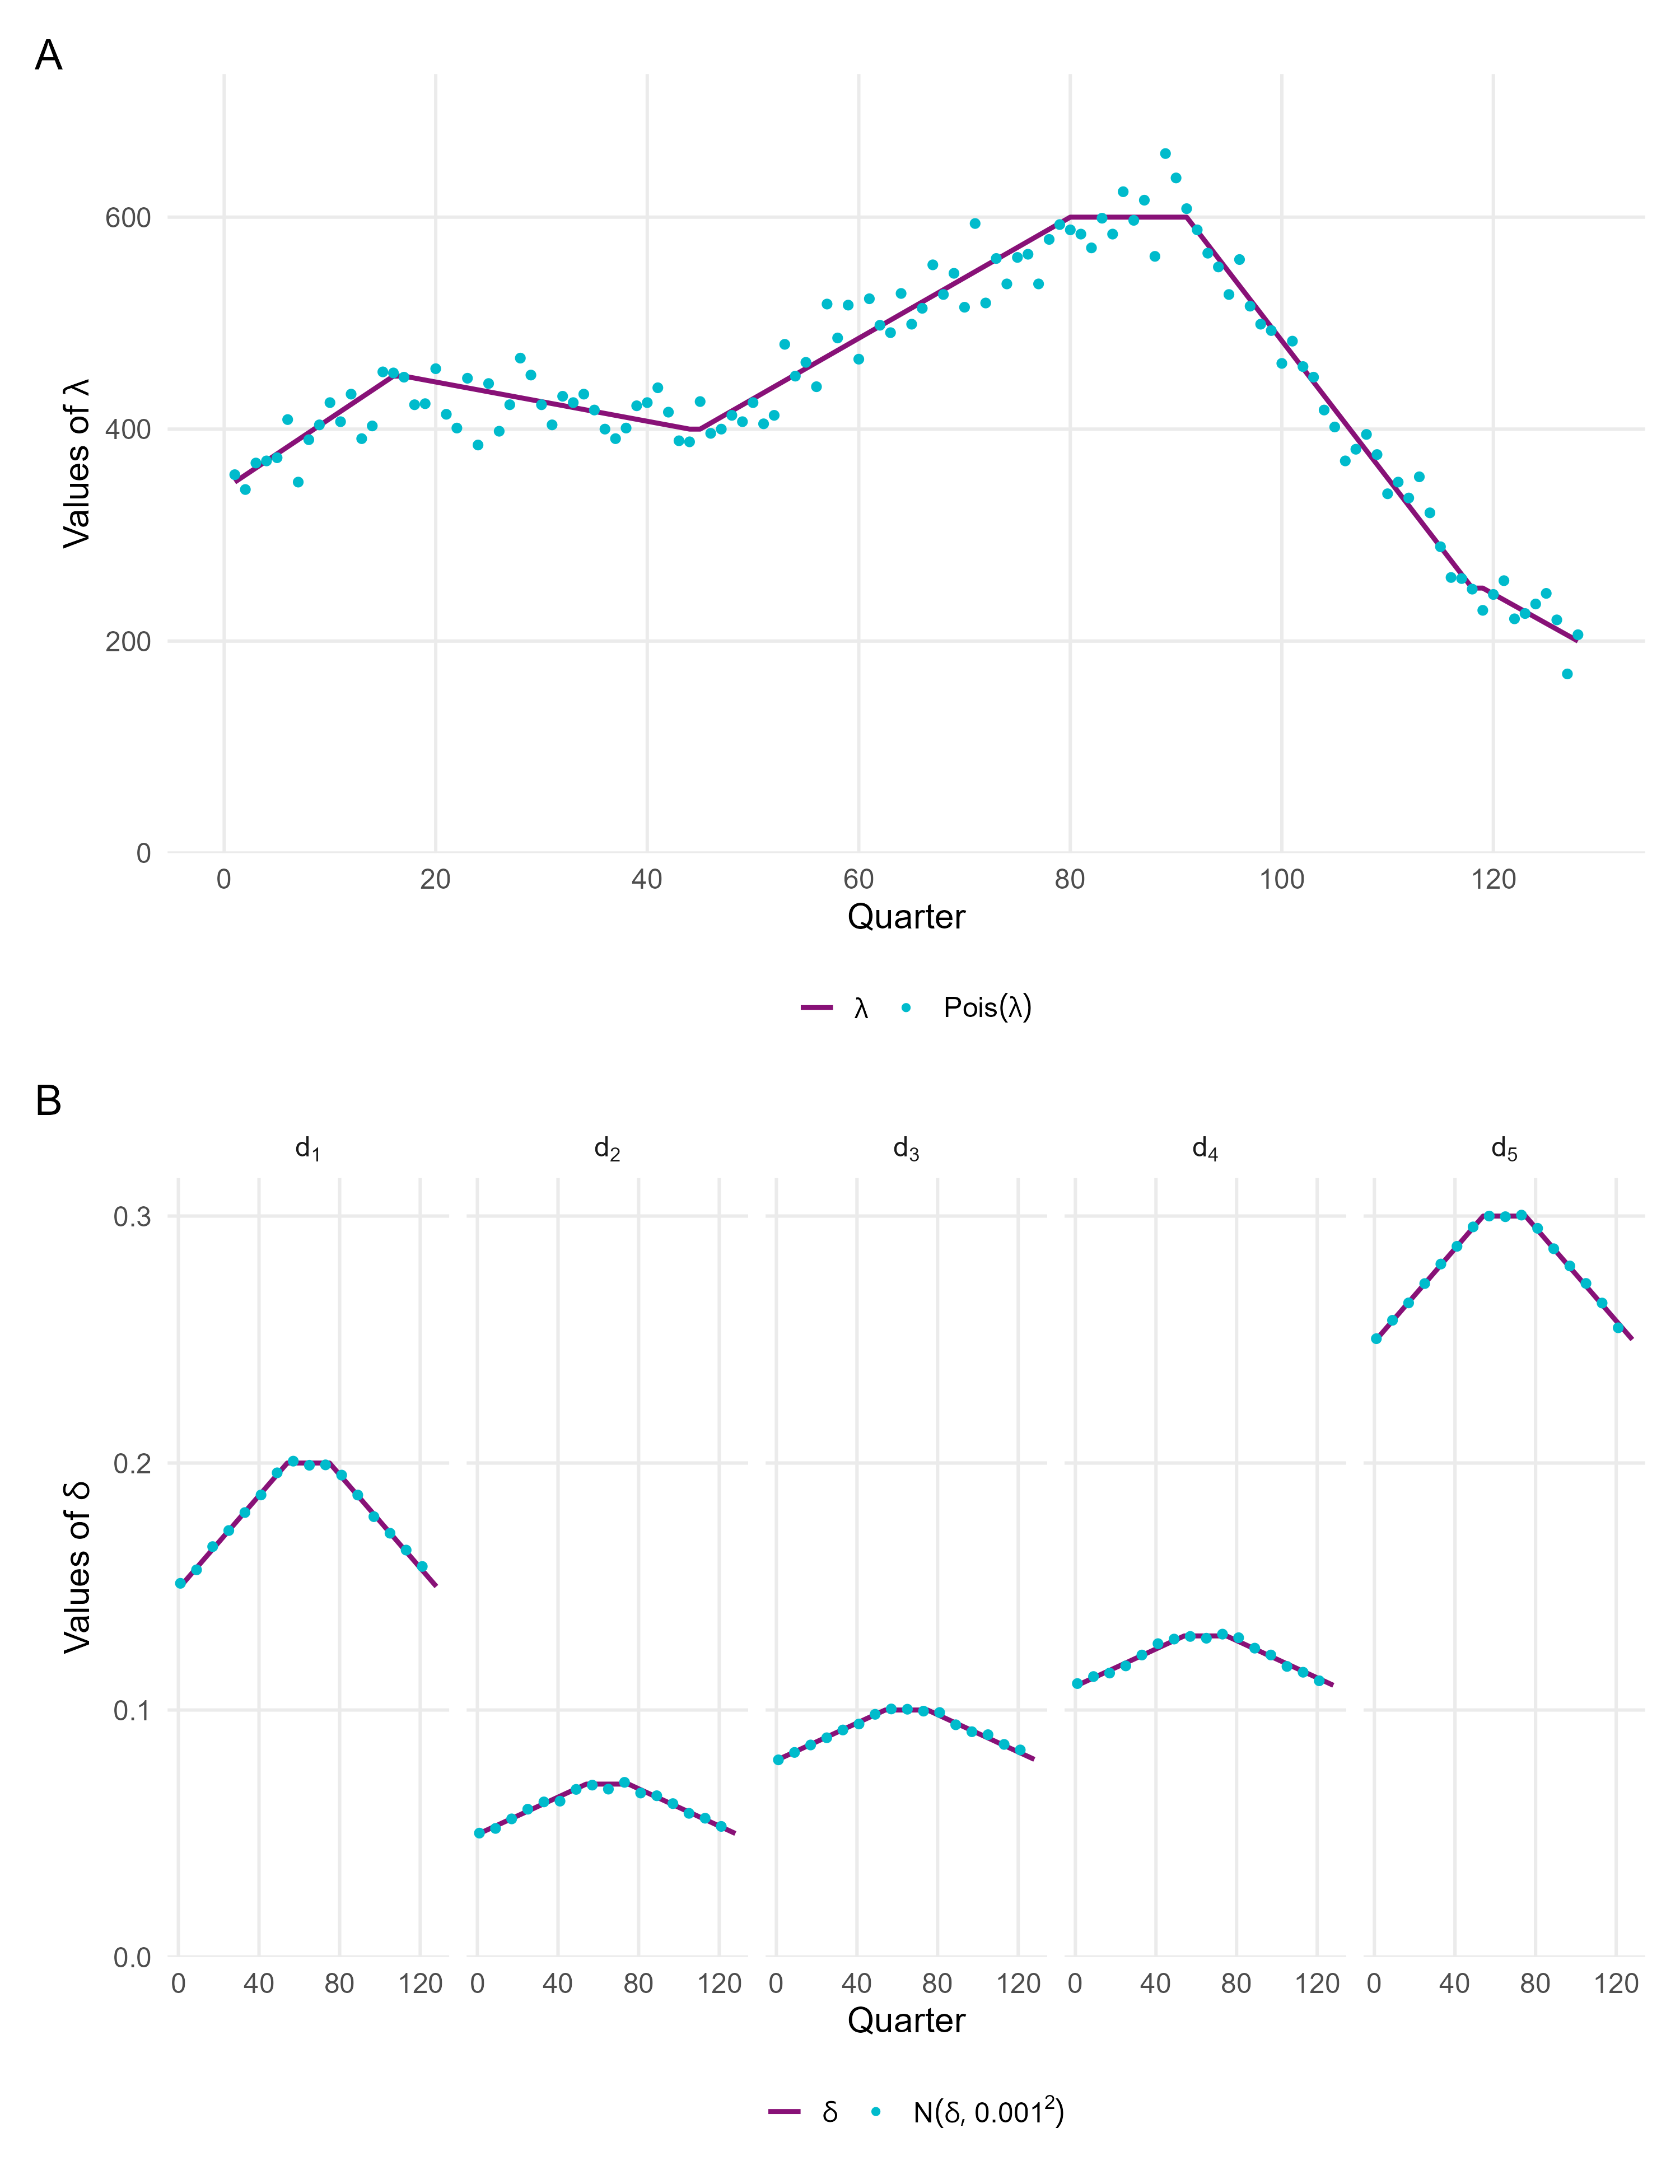 A
600
400
200
0
Values of λ
0 20 40 60 80 100 120
Quarter
λ Pois(λ)
B
d₁ d₂ d₃ d₄ d₅
0.3
0.2
0.1
0.0
Values of δ
0 40 80 120 0 40 80 120 0 40 80 120 0 40 80 120 0 40 80 120
Quarter
δ N(δ, 0.001²)